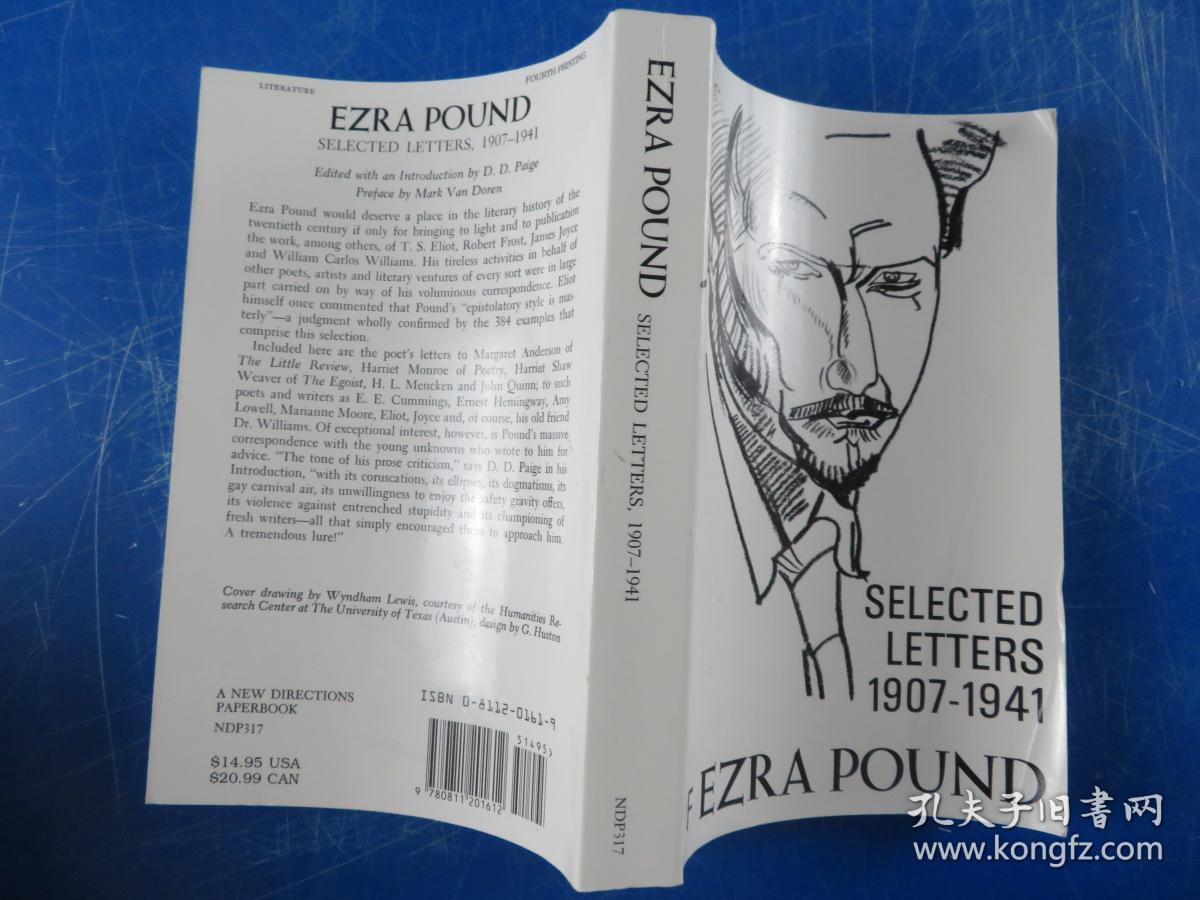 LITERATURE
FOURTH PRINTING
EZRA POUND
SELECTED LETTERS, 1907–1941
Edited with an Introduction by D. D. Paige
Preface by Mark Van Doren
Ezra Pound would deserve a place in the literary history of the
twentieth century if only for bringing to light and to publication
the work, among others, of T. S. Eliot, Robert Frost, James Joyce
and William Carlos Williams. His tireless activities in behalf of
other poets, artists and literary ventures of every sort were in large
part carried on by way of his voluminous correspondence. Eliot
himself once commented that Pound's “epistolatory style is mas-
terly”—a judgment wholly confirmed by the 384 examples that
comprise this selection.
Included here are the poet's letters to Margaret Anderson of
The Little Review, Harriet Monroe of Poetry, Harriet Shaw
Weaver of The Egoist, H. L. Mencken and John Quinn; to such
poets and writers as E. E. Cummings, Ernest Hemingway, Amy
Lowell, Marianne Moore, Eliot, Joyce and, of course, his old friend
Dr. Williams. Of exceptional interest, however, is Pound's massive
correspondence with the young unknowns who wrote to him for
advice. “The tone of his prose criticism,” says D. D. Paige in his
Introduction, “with its coruscations, its ellipses, its dogmatisms, its
gay carnival air, its unwillingness to enjoy the safety gravity offers,
its violence against entrenched stupidity and its championing of
fresh writers—all that simply encouraged them to approach him.
A tremendous lure!”
Cover drawing by Wyndham Lewis, courtesy of the Humanities Re-
search Center at The University of Texas (Austin); design by G. Huston
A NEW DIRECTIONS
PAPERBOOK
NDP317
$14.95 USA
$20.99 CAN
ISBN 0-8112-0161-9
51495>
9 780811 201612
EZRA POUND SELECTED LETTERS, 1907–1941
NDP317
SELECTED
LETTERS
1907-1941
F EZRA POUND
孔夫子旧書网
www.kongfz.com